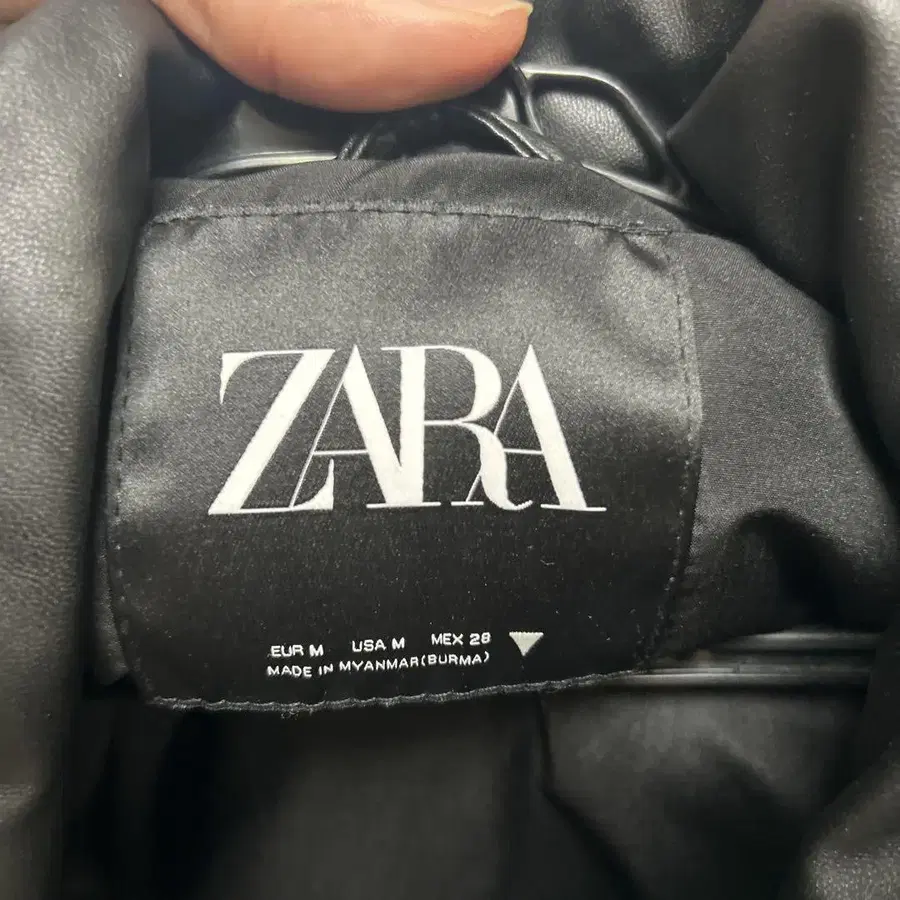 ZARA
EUR M USA M MEX 28
MADE IN MYANMAR(BURMA)